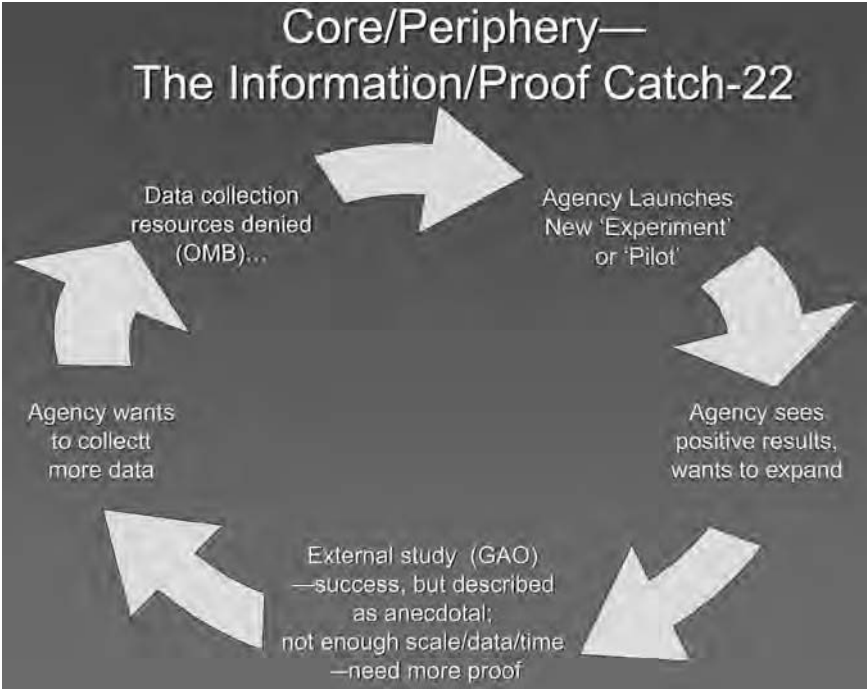 Core/Periphery—
The Information/Proof Catch-22
Data collection
resources denied
(OMB)…
Agency Launches
New 'Experiment'
or 'Pilot'
Agency sees
positive results,
wants to expand
External study (GAO)
—success, but described
as anecdotal;
not enough scale/data/time
—need more proof
Agency wants
to collectt
more data